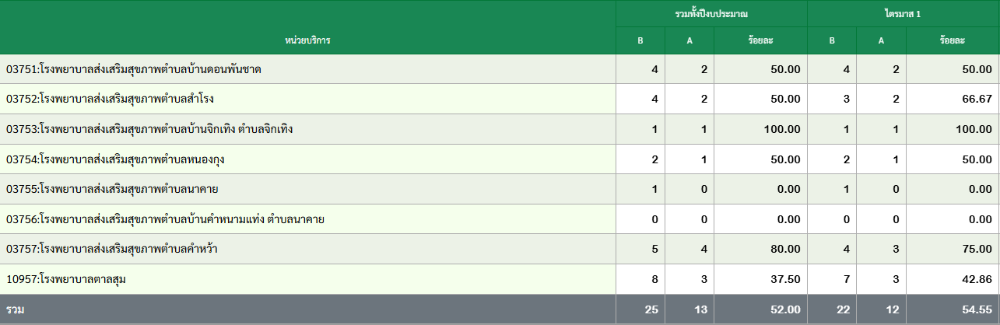 หน่วยบริการ รวมทั้งปีงบประมาณ ไตรมาส 1
B A ร้อยละ B A ร้อยละ
03751:โรงพยาบาลส่งเสริมสุขภาพตำบลบ้านดอนพันชาด 4 2 50.00 4 2 50.00
03752:โรงพยาบาลส่งเสริมสุขภาพตำบลสำโรง 4 2 50.00 3 2 66.67
03753:โรงพยาบาลส่งเสริมสุขภาพตำบลบ้านจิกเทิง ตำบลจิกเทิง 1 1 100.00 1 1 100.00
03754:โรงพยาบาลส่งเสริมสุขภาพตำบลหนองกุง 2 1 50.00 2 1 50.00
03755:โรงพยาบาลส่งเสริมสุขภาพตำบลนาคาย 1 0 0.00 1 0 0.00
03756:โรงพยาบาลส่งเสริมสุขภาพตำบลบ้านคำหนามแท่ง ตำบลนาคาย 0 0 0.00 0 0 0.00
03757:โรงพยาบาลส่งเสริมสุขภาพตำบลคำหว้า 5 4 80.00 4 3 75.00
10957:โรงพยาบาลตาลสุม 8 3 37.50 7 3 42.86
รวม 25 13 52.00 22 12 54.55